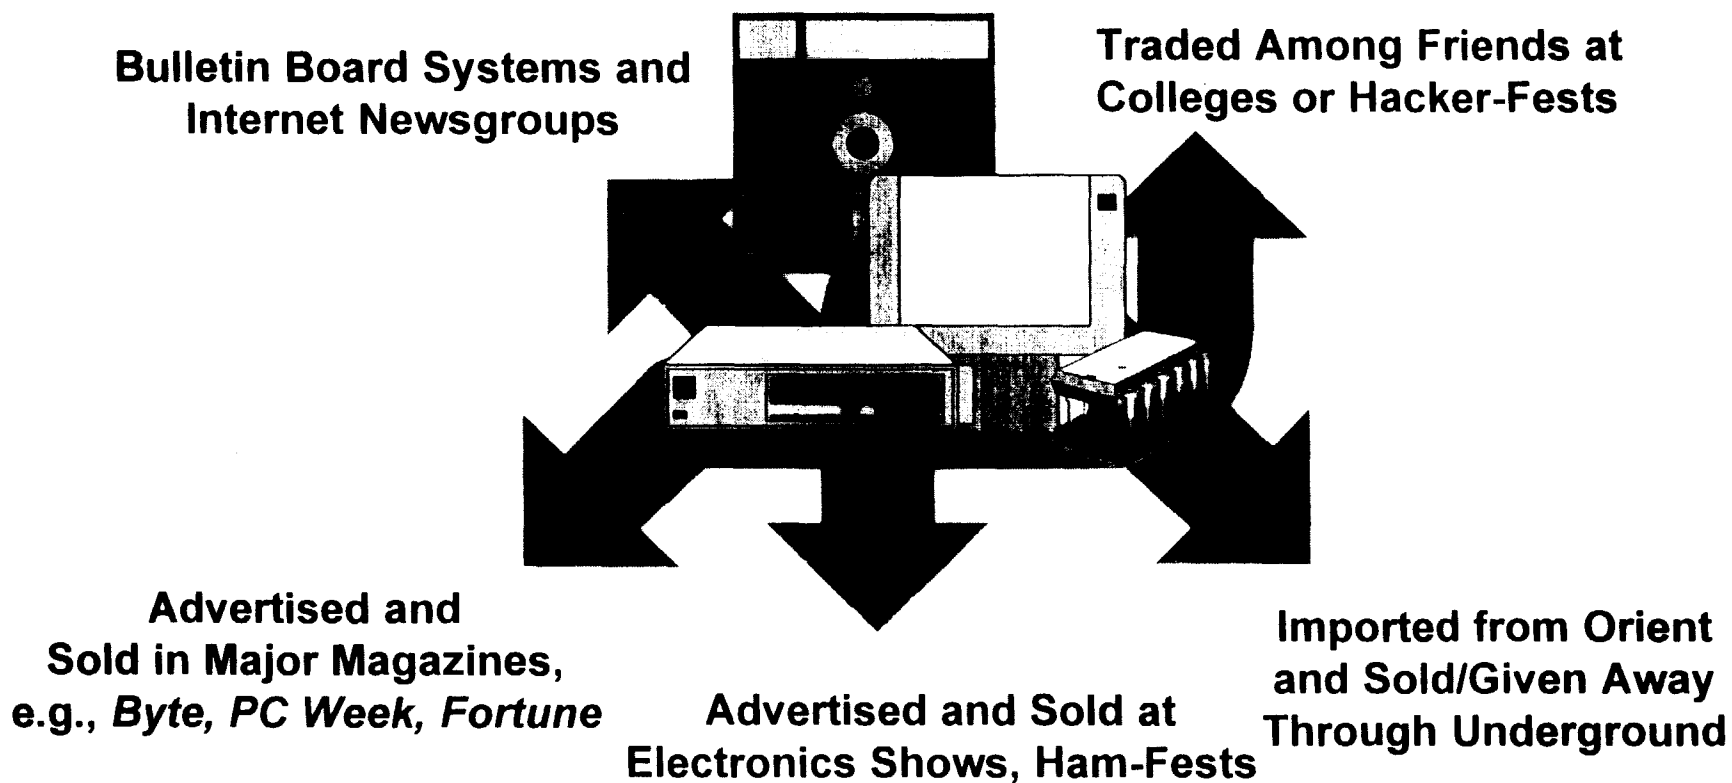 Bulletin Board Systems and
Internet Newsgroups
Traded Among Friends at
Colleges or Hacker-Fests
Advertised and
Sold in Major Magazines,
e.g., Byte, PC Week, Fortune
Advertised and Sold at
Electronics Shows, Ham-Fests
Imported from Orient
and Sold/Given Away
Through Underground